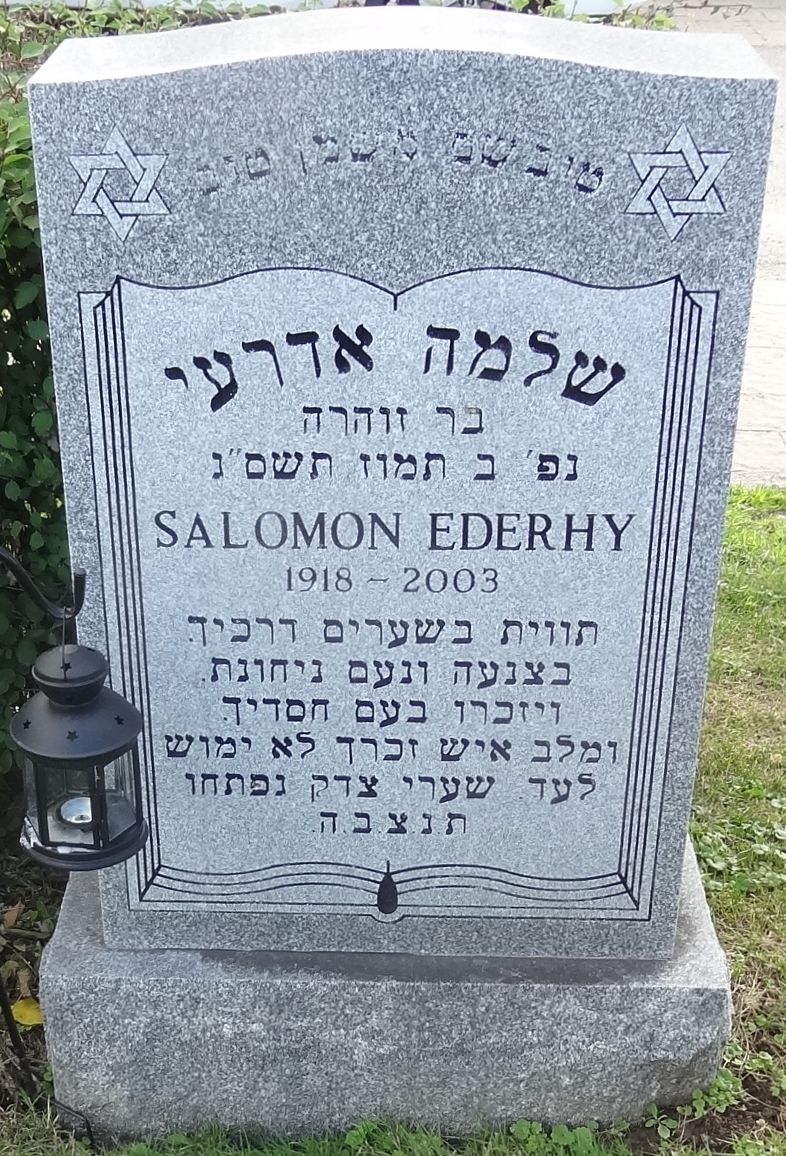 טוב שם משמן טוב
שלמה אדרעי
בר זוהרה
נפ׳ ב תמוז תשס״ג
SALOMON EDERHY
1918 – 2003
תווית בשערים דרכיך.
בצנעה ונעם ניחונת.
ויזכרו בעם חסדיך.
ומלב איש זכרך לא ימוש
לעד. שערי צדק נפתחו
ת.נ.צ.ב.ה.